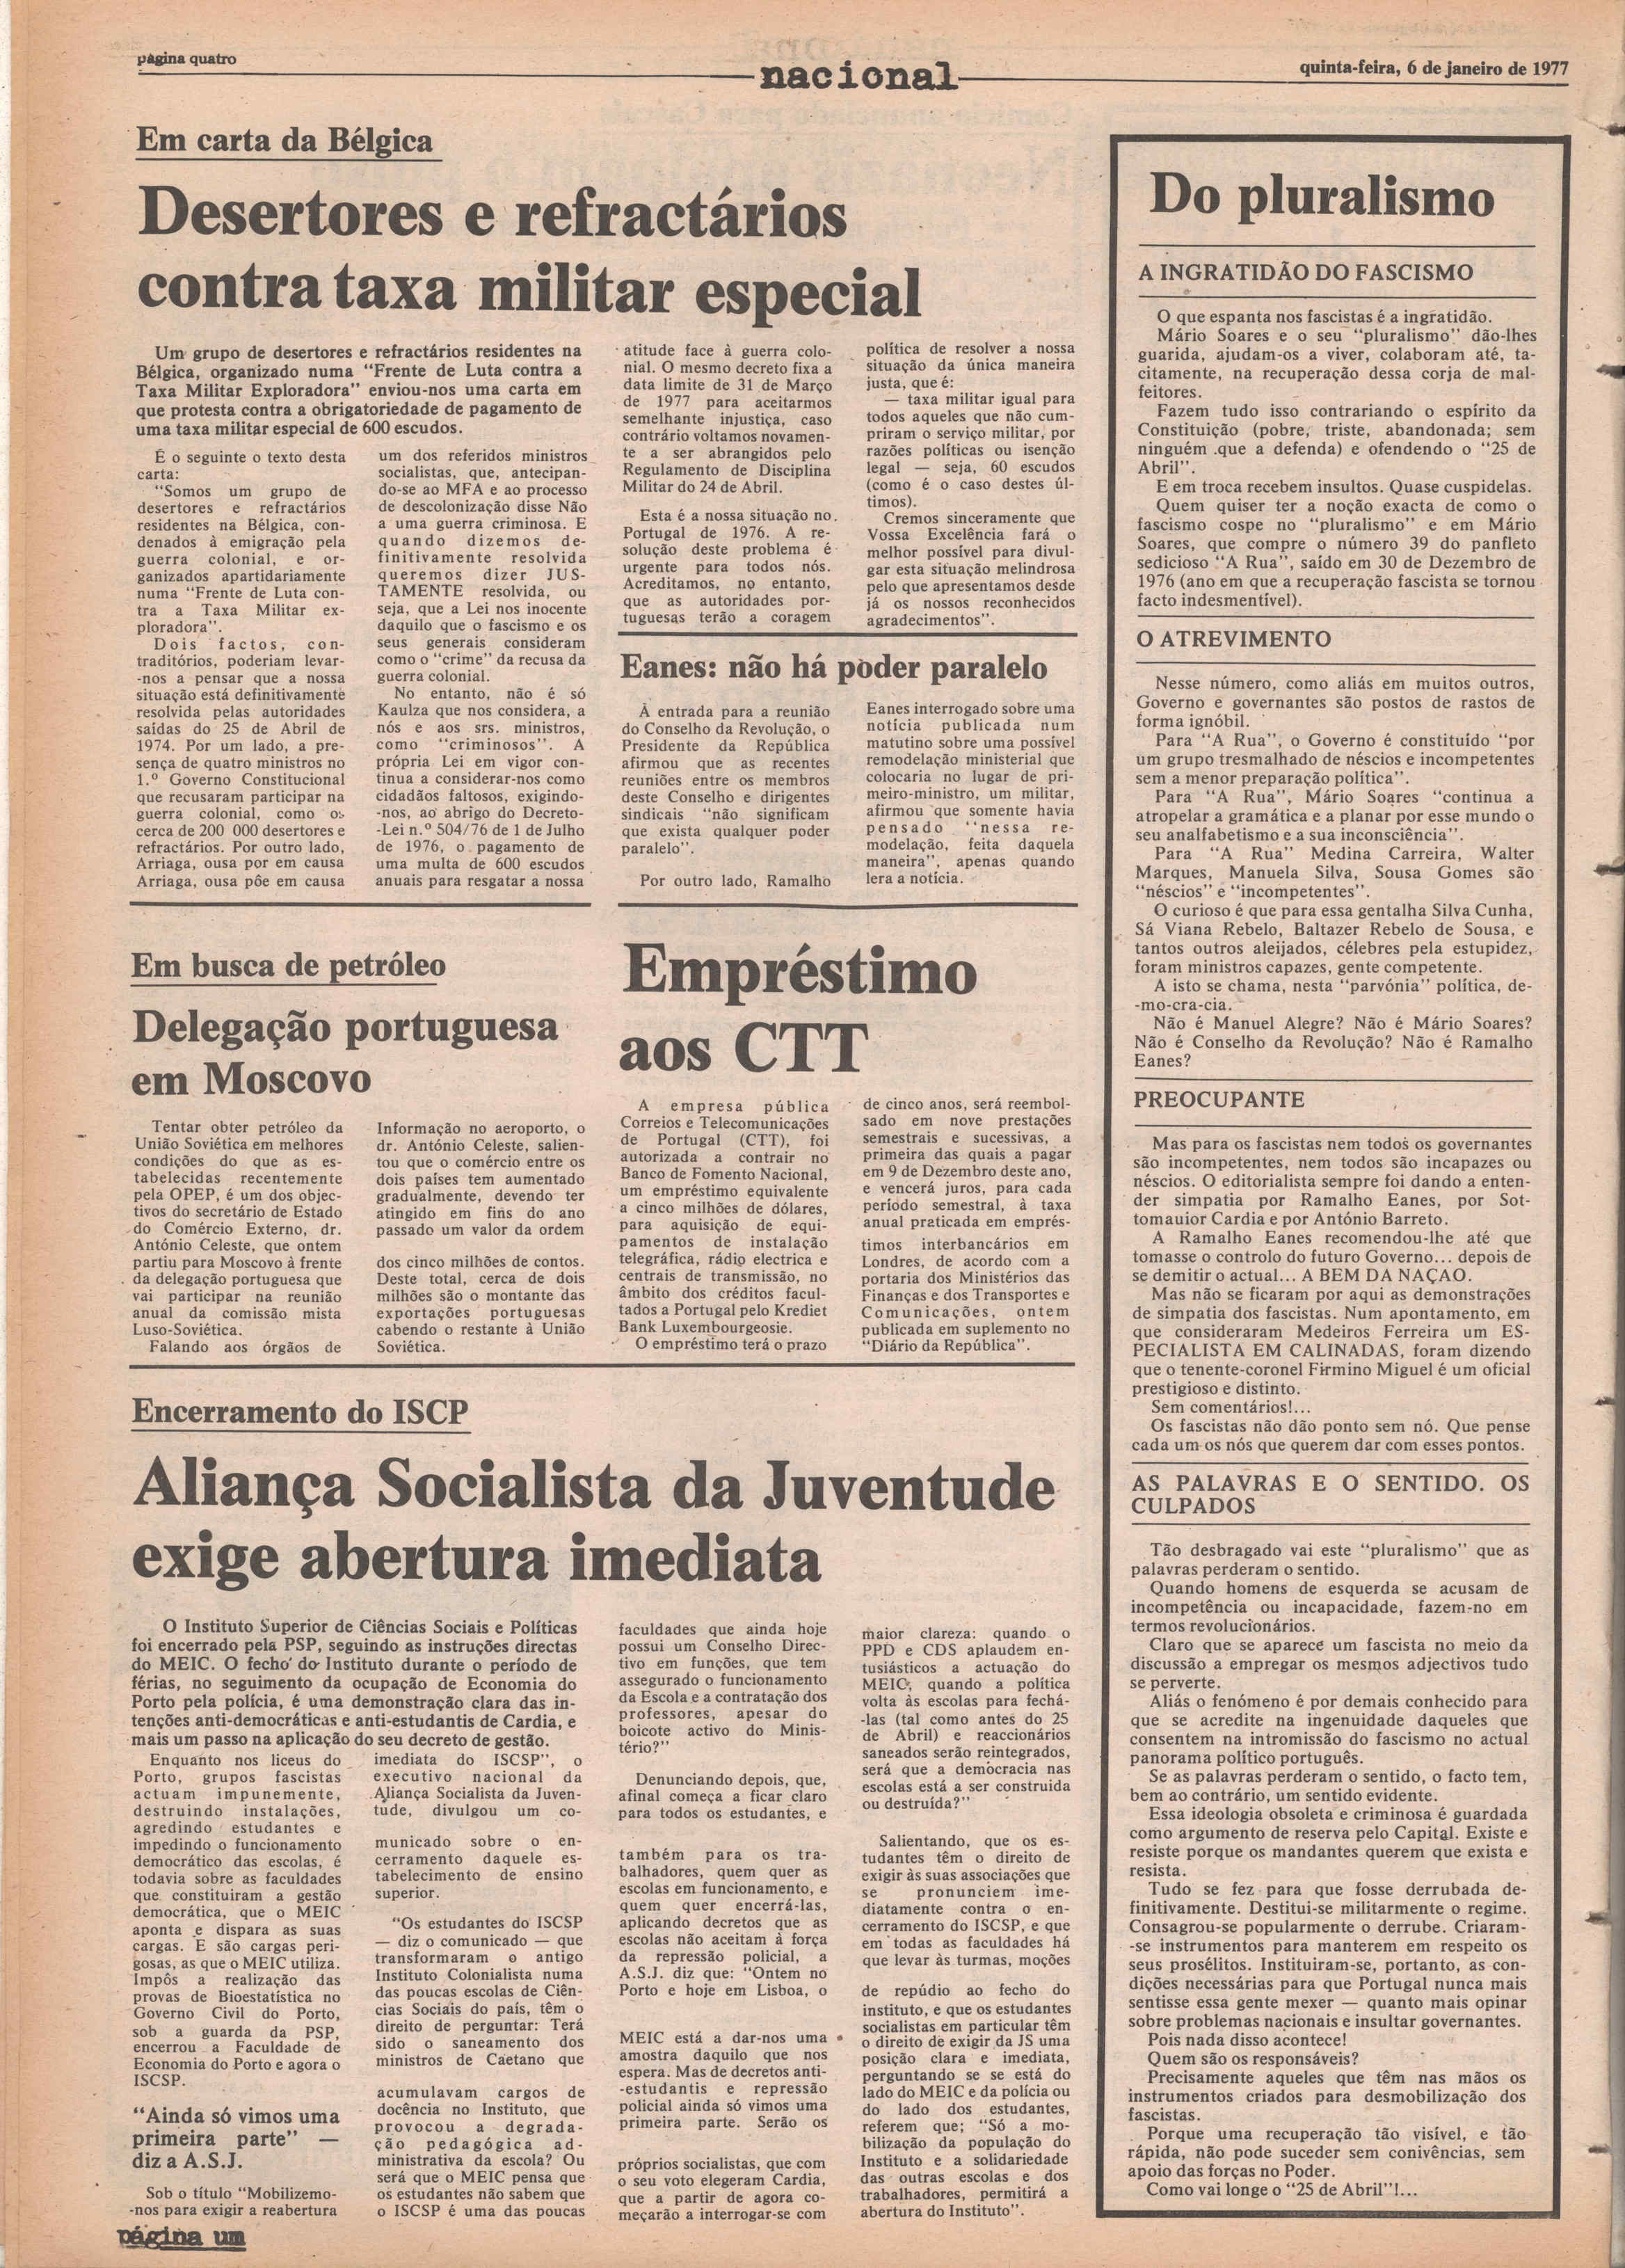 página quatro
nacional
quinta-feira, 6 de janeiro de 1977
Em carta da Bélgica
Desertores e refractários
contra taxa militar especial
Um grupo de desertores e refractários residentes na
Bélgica, organizado numa “Frente de Luta contra a
Taxa Militar Exploradora” enviou-nos uma carta em
que protesta contra a obrigatoriedade de pagamento de
uma taxa militar especial de 600 escudos.
É o seguinte o texto desta
carta:
“Somos um grupo de
desertores e refractários
residentes na Bélgica, con-
denados à emigração pela
guerra colonial, e or-
ganizados apartidariamente
numa “Frente de Luta con-
tra a Taxa Militar ex-
ploradora”.
Dois factos, con-
traditórios, poderiam levar-
-nos a pensar que a nossa
situação está definitivamente
resolvida pelas autoridades
saídas do 25 de Abril de
1974. Por um lado, a pre-
sença de quatro ministros no
1.º Governo Constitucional
que recusaram participar na
guerra colonial, como os
cerca de 200 000 desertores e
refractários. Por outro lado,
Arriaga, ousa por em causa
Arriaga, ousa põe em causa
um dos referidos ministros
socialistas, que, antecipan-
do-se ao MFA e ao processo
de descolonização disse Não
a uma guerra criminosa. E
quando dizemos de-
finitivamente resolvida
queremos dizer JUS-
TAMENTE resolvida, ou
seja, que a Lei nos inocente
daquilo que o fascismo e os
seus generais consideram
como o “crime” da recusa da
guerra colonial.
No entanto, não é só
Kaulza que nos considera, a
nós e aos srs. ministros,
como “criminosos”. A
própria Lei em vigor con-
tinua a considerar-nos como
cidadãos faltosos, exigindo-
-nos, ao abrigo do Decreto-
-Lei n.º 504/76 de 1 de Julho
de 1976, o pagamento de
uma multa de 600 escudos
anuais para resgatar a nossa
atitude face à guerra colo-
nial. O mesmo decreto fixa a
data limite de 31 de Março
de 1977 para aceitarmos
semelhante injustiça, caso
contrário voltamos novamen-
te a ser abrangidos pelo
Regulamento de Disciplina
Militar do 24 de Abril.
Esta é a nossa situação no
Portugal de 1976. A re-
solução deste problema é
urgente para todos nós.
Acreditamos, no entanto,
que as autoridades por-
tuguesas terão a coragem
política de resolver a nossa
situação da única maneira
justa, que é:
— taxa militar igual para
todos aqueles que não cum-
priram o serviço militar, por
razões políticas ou isenção
legal — seja, 60 escudos
(como é o caso destes úl-
timos).
Cremos sinceramente que
Vossa Excelência fará o
melhor possível para divul-
gar esta situação melindrosa
pelo que apresentamos desde
já os nossos reconhecidos
agradecimentos”.
Eanes: não há poder paralelo
À entrada para a reunião
do Conselho da Revolução, o
Presidente da República
afirmou que as recentes
reuniões entre os membros
deste Conselho e dirigentes
sindicais “não significam
que exista qualquer poder
paralelo”.
Por outro lado, Ramalho
Eanes interrogado sobre uma
notícia publicada num
matutino sobre uma possível
remodelação ministerial que
colocaria no lugar de pri-
meiro-ministro, um militar,
afirmou que somente havia
pensado “nessa re-
modelação, feita daquela
maneira”, apenas quando
lera a notícia.
Em busca de petróleo
Delegação portuguesa
em Moscovo
Tentar obter petróleo da
União Soviética em melhores
condições do que as es-
tabelecidas recentemente
pela OPEP, é um dos objec-
tivos do secretário de Estado
do Comércio Externo, dr.
António Celeste, que ontem
partiu para Moscovo à frente
da delegação portuguesa que
vai participar na reunião
anual da comissão mista
Luso-Soviética.
Falando aos órgãos de
Informação no aeroporto, o
dr. António Celeste, salien-
tou que o comércio entre os
dois países tem aumentado
gradualmente, devendo ter
atingido em fins do ano
passado um valor da ordem
dos cinco milhões de contos.
Deste total, cerca de dois
milhões são o montante das
exportações portuguesas
cabendo o restante à União
Soviética.
Empréstimo
aos CTT
A empresa pública
Correios e Telecomunicações
de Portugal (CTT), foi
autorizada a contrair no
Banco de Fomento Nacional,
um empréstimo equivalente
a cinco milhões de dólares,
para aquisição de equi-
pamentos de instalação
telegráfica, rádio electrica e
centrais de transmissão, no
âmbito dos créditos facul-
tados a Portugal pelo Krediet
Bank Luxembourgeosie.
O empréstimo terá o prazo
de cinco anos, será reembol-
sado em nove prestações
semestrais e sucessivas, a
primeira das quais a pagar
em 9 de Dezembro deste ano,
e vencerá juros, para cada
período semestral, à taxa
anual praticada em emprés-
timos interbancários em
Londres, de acordo com a
portaria dos Ministérios das
Finanças e dos Transportes e
Comunicações, ontem
publicada em suplemento no
“Diário da República”.
Encerramento do ISCP
Aliança Socialista da Juventude
exige abertura imediata
O Instituto Superior de Ciências Sociais e Políticas
foi encerrado pela PSP, seguindo as instruções directas
do MEIC. O fecho do Instituto durante o período de
férias, no seguimento da ocupação de Economia do
Porto pela polícia, é uma demonstração clara das in-
tenções anti-democráticas e anti-estudantis de Cardia, e
mais um passo na aplicação do seu decreto de gestão.
Enquanto nos liceus do
Porto, grupos fascistas
actuam impunemente,
destruindo instalações,
agredindo estudantes e
impedindo o funcionamento
democrático das escolas, é
todavia sobre as faculdades
que constituiram a gestão
democrática, que o MEIC
aponta e dispara as suas
cargas. E são cargas peri-
gosas, as que o MEIC utiliza.
Impôs a realização das
provas de Bioestatística no
Governo Civil do Porto,
sob a guarda da PSP,
encerrou a Faculdade de
Economia do Porto e agora o
ISCSP.
“Ainda só vimos uma
primeira parte” —
diz a A.S.J.
Sob o título “Mobilizemo-
-nos para exigir a reabertura
imediata do ISCSP”, o
executivo nacional da
Aliança Socialista da Juven-
tude, divulgou um co-
municado sobre o en-
cerramento daquele es-
tabelecimento de ensino
superior.
“Os estudantes do ISCSP
— diz o comunicado — que
transformaram o antigo
Instituto Colonialista numa
das poucas escolas de Ciên-
cias Sociais do país, têm o
direito de perguntar: Terá
sido o saneamento dos
ministros de Caetano que
acumulavam cargos de
docência no Instituto, que
provocou a degrada-
ção pedagógica ad-
ministrativa da escola? Ou
será que o MEIC pensa que
os estudantes não sabem que
o ISCSP é uma das poucas
faculdades que ainda hoje
possui um Conselho Direc-
tivo em funções, que tem
assegurado o funcionamento
da Escola e a contratação dos
professores, apesar do
boicote activo do Minis-
tério?”
Denunciando depois, que,
afinal começa a ficar claro
para todos os estudantes, e
também para os tra-
balhadores, quem quer as
escolas em funcionamento, e
quem quer encerrá-las,
aplicando decretos que as
escolas não aceitam à força
da repressão policial, a
A.S.J. diz que: “Ontem no
Porto e hoje em Lisboa, o
MEIC está a dar-nos uma
amostra daquilo que nos
espera. Mas de decretos anti-
-estudantis e repressão
policial ainda só vimos uma
primeira parte. Serão os
próprios socialistas, que com
o seu voto elegeram Cardia,
que a partir de agora co-
meçarão a interrogar-se com
maior clareza: quando o
PPD e CDS aplaudem en-
tusiásticos a actuação do
MEIC, quando a política
volta às escolas para fechá-
-las (tal como antes do 25
de Abril) e reaccionários
saneados serão reintegrados,
será que a democracia nas
escolas está a ser construida
ou destruída?”
Salientando, que os es-
tudantes têm o direito de
exigir às suas associações que
se pronunciem ime-
diatamente contra o en-
cerramento do ISCSP, e que
em todas as faculdades há
que levar às turmas, moções
de repúdio ao fecho do
instituto, e que os estudantes
socialistas em particular têm
o direito de exigir da JS uma
posição clara e imediata,
perguntando se se está do
lado do MEIC e da polícia ou
do lado dos estudantes,
referem que; “Só a mo-
bilização da população do
Instituto e a solidariedade
das outras escolas e dos
trabalhadores, permitirá a
abertura do Instituto”.
Do pluralismo
A INGRATIDÃO DO FASCISMO
O que espanta nos fascistas é a ingratidão.
Mário Soares e o seu “pluralismo” dão-lhes
guarida, ajudam-os a viver, colaboram até, ta-
citamente, na recuperação dessa corja de mal-
feitores.
Fazem tudo isso contrariando o espírito da
Constituição (pobre, triste, abandonada; sem
ninguém que a defenda) e ofendendo o “25 de
Abril”.
E em troca recebem insultos. Quase cuspidelas.
Quem quiser ter a noção exacta de como o
fascismo cospe no “pluralismo” e em Mário
Soares, que compre o número 39 do panfleto
sedicioso “A Rua”, saído em 30 de Dezembro de
1976 (ano em que a recuperação fascista se tornou
facto indesmentível).
O ATREVIMENTO
Nesse número, como aliás em muitos outros,
Governo e governantes são postos de rastos de
forma ignóbil.
Para “A Rua”, o Governo é constituído “por
um grupo tresmalhado de néscios e incompetentes
sem a menor preparação política”.
Para “A Rua”, Mário Soares “continua a
atropelar a gramática e a planar por esse mundo o
seu analfabetismo e a sua inconsciência”.
Para “A Rua” Medina Carreira, Walter
Marques, Manuela Silva, Sousa Gomes são
“néscios” e “incompetentes”.
O curioso é que para essa gentalha Silva Cunha,
Sá Viana Rebelo, Baltazer Rebelo de Sousa, e
tantos outros aleijados, célebres pela estupidez,
foram ministros capazes, gente competente.
A isto se chama, nesta “parvónia” política, de-
-mo-cra-cia.
Não é Manuel Alegre? Não é Mário Soares?
Não é Conselho da Revolução? Não é Ramalho
Eanes?
PREOCUPANTE
Mas para os fascistas nem todos os governantes
são incompetentes, nem todos são incapazes ou
néscios. O editorialista sempre foi dando a enten-
der simpatia por Ramalho Eanes, por Sot-
tomauior Cardia e por António Barreto.
A Ramalho Eanes recomendou-lhe até que
tomasse o controlo do futuro Governo... depois de
se demitir o actual... A BEM DA NAÇAO.
Mas não se ficaram por aqui as demonstrações
de simpatia dos fascistas. Num apontamento, em
que consideraram Medeiros Ferreira um ES-
PECIALISTA EM CALINADAS, foram dizendo
que o tenente-coronel Firmino Miguel é um oficial
prestigioso e distinto.
Sem comentários!...
Os fascistas não dão ponto sem nó. Que pense
cada um os nós que querem dar com esses pontos.
AS PALAVRAS E O SENTIDO. OS
CULPADOS
Tão desbragado vai este “pluralismo” que as
palavras perderam o sentido.
Quando homens de esquerda se acusam de
incompetência ou incapacidade, fazem-no em
termos revolucionários.
Claro que se aparece um fascista no meio da
discussão a empregar os mesmos adjectivos tudo
se perverte.
Aliás o fenómeno é por demais conhecido para
que se acredite na ingenuidade daqueles que
consentem na intromissão do fascismo no actual
panorama político português.
Se as palavras perderam o sentido, o facto tem,
bem ao contrário, um sentido evidente.
Essa ideologia obsoleta e criminosa é guardada
como argumento de reserva pelo Capital. Existe e
resiste porque os mandantes querem que exista e
resista.
Tudo se fez para que fosse derrubada de-
finitivamente. Destitui-se militarmente o regime.
Consagrou-se popularmente o derrube. Criaram-
-se instrumentos para manterem em respeito os
seus prosélitos. Instituiram-se, portanto, as con-
dições necessárias para que Portugal nunca mais
sentisse essa gente mexer — quanto mais opinar
sobre problemas nacionais e insultar governantes.
Pois nada disso acontece!
Quem são os responsáveis?
Precisamente aqueles que têm nas mãos os
instrumentos criados para desmobilização dos
fascistas.
Porque uma recuperação tão visível, e tão
rápida, não pode suceder sem conivências, sem
apoio das forças no Poder.
Como vai longe o “25 de Abril”!...
página um